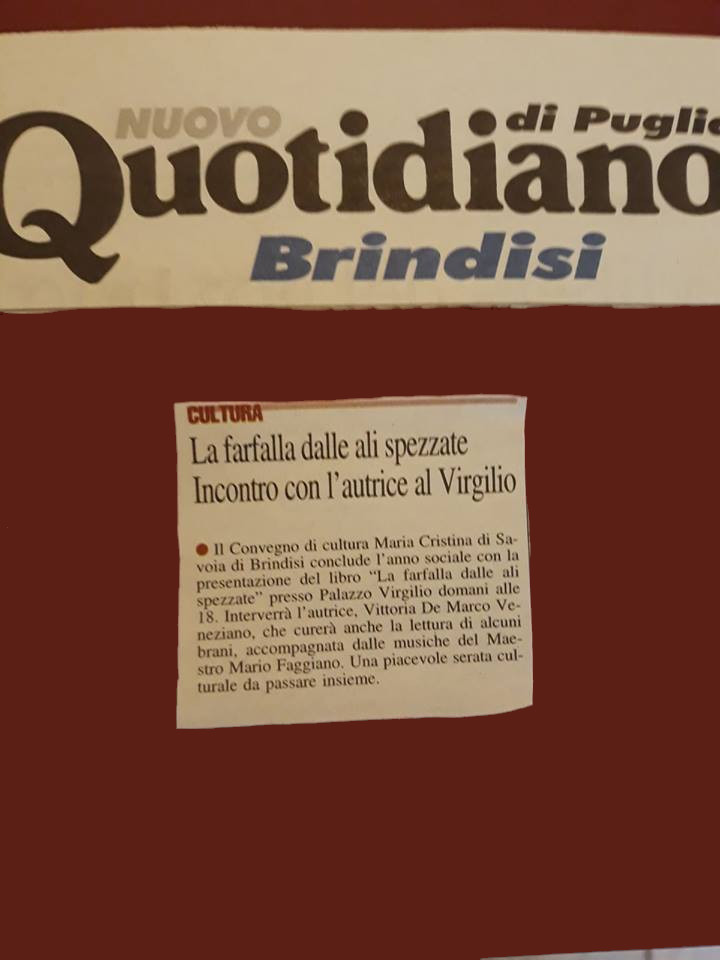 NUOVO
di Puglia
Quotidiano
Brindisi
CULTURA
La farfalla dalle ali spezzate
Incontro con l'autrice al Virgilio
● Il Convegno di cultura Maria Cristina di Sa-
voia di Brindisi conclude l'anno sociale con la
presentazione del libro “La farfalla dalle ali
spezzate” presso Palazzo Virgilio domani alle
18. Interverrà l'autrice, Vittoria De Marco Ve-
neziano, che curerà anche la lettura di alcuni
brani, accompagnata dalle musiche del Mae-
stro Mario Faggiano. Una piacevole serata cul-
turale da passare insieme.